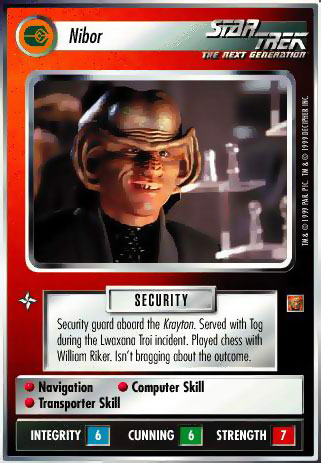 Nibor
STAR TREK
THE NEXT GENERATION
TM & © 1999 PAR. PIC. TM & © 1999 DECIPHER INC.
SECURITY
Security guard aboard the Krayton. Served with Tog
during the Lwaxana Troi incident. Played chess with
William Riker. Isn't bragging about the outcome.
Navigation Computer Skill
Transporter Skill
INTEGRITY 6 CUNNING 6 STRENGTH 7